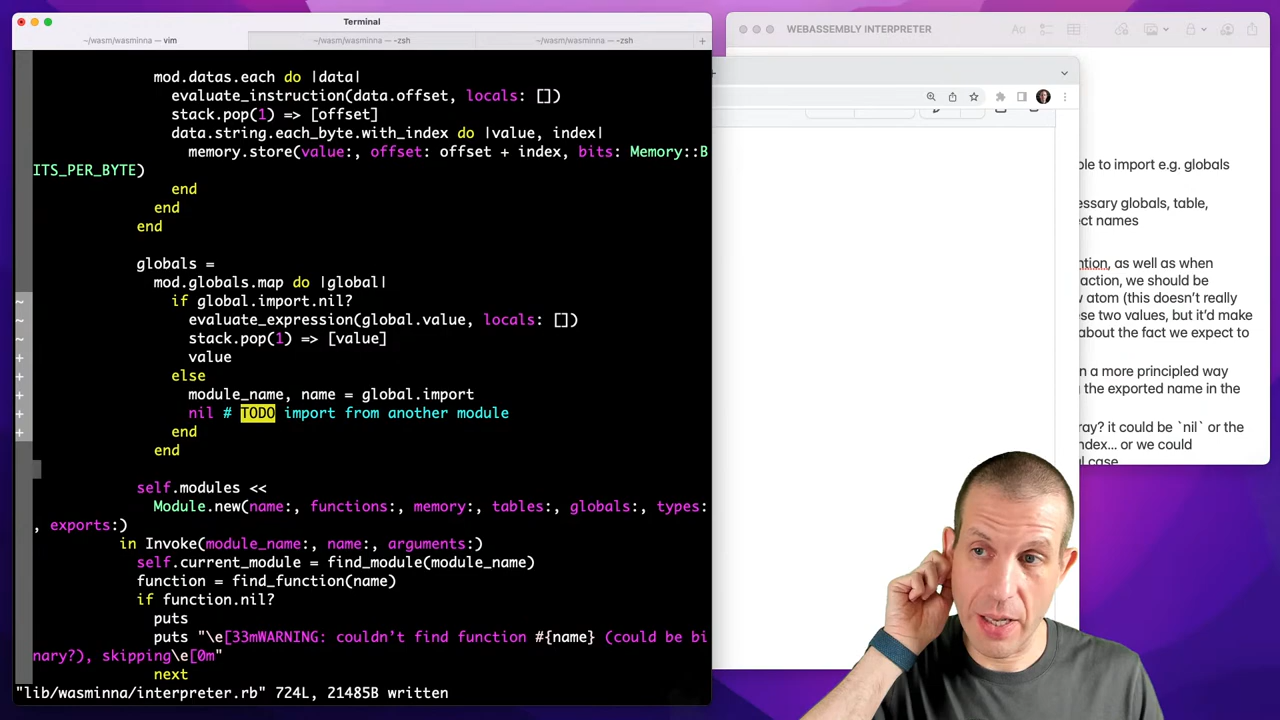 Terminal
~/wasm/wasminna — vim
~/wasm/wasminna — -zsh
~/wasm/wasminna — -zsh
mod.datas.each do |data|
evaluate_instruction(data.offset, locals: [])
stack.pop(1) => [offset]
data.string.each_byte.with_index do |value, index|
memory.store(value:, offset: offset + index, bits: Memory::B
ITS_PER_BYTE)
end
end
end
globals =
mod.globals.map do |global|
~ if global.import.nil?
~ evaluate_expression(global.value, locals: [])
~ stack.pop(1) => [value]
+ value
+ else
+ module_name, name = global.import
+ nil # TODO import from another module
+ end
end
self.modules <<
Module.new(name:, functions:, memory:, tables:, globals:, types:
, exports:)
in Invoke(module_name:, name:, arguments:)
self.current_module = find_module(module_name)
function = find_function(name)
if function.nil?
puts
puts "\e[33mWARNING: couldn't find function #{name} (could be bi
nary?), skipping\e[0m"
next
"lib/wasminna/interpreter.rb" 724L, 21485B written
WEBASSEMBLY INTERPRETER
Aa
to import e.g. globals
globals, table,
names
as well as when
action, we should be
atom (this doesn't really
two values, but it'd make
about the fact we expect to
a more principled way
the exported name in the
it could be `nil` or the
or we could
case